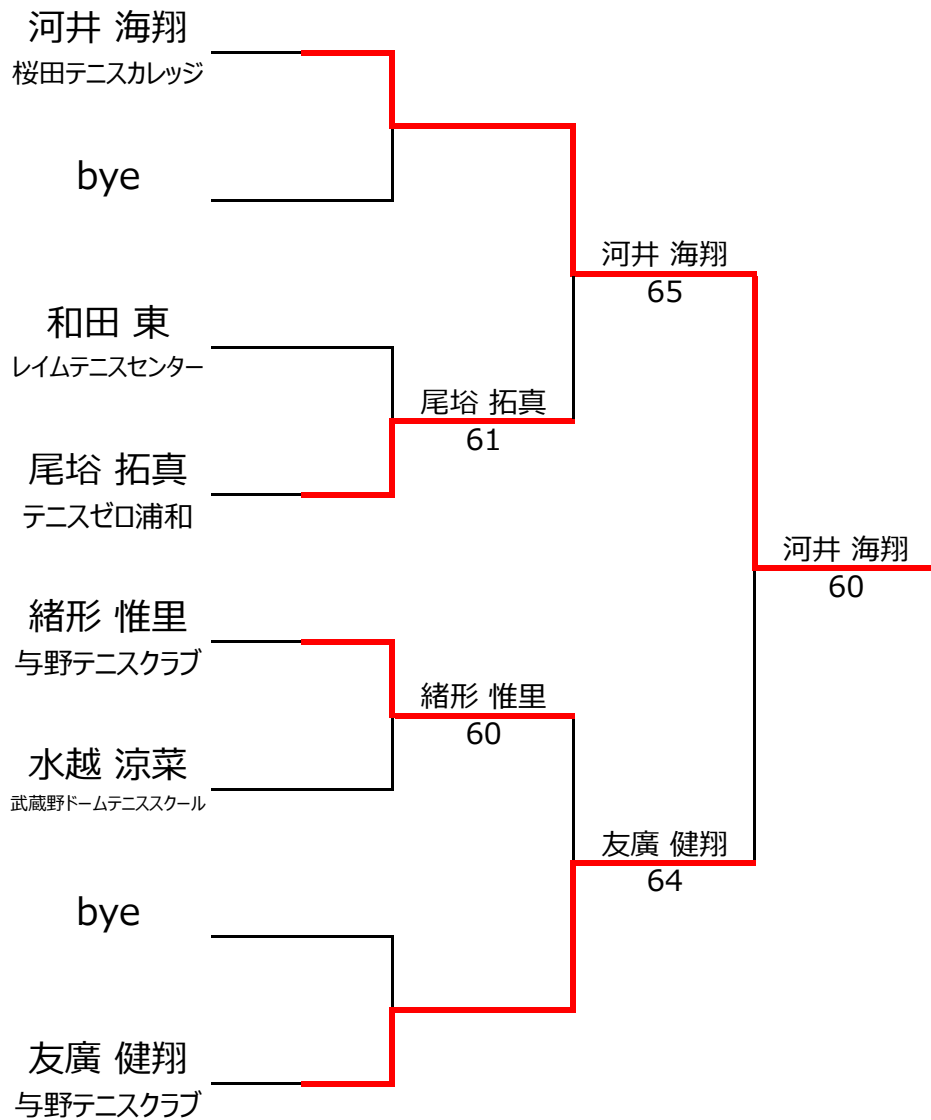 河井 海翔
桜田テニスカレッジ
bye
和田 東
レイムテニスセンター
尾㟁 拓真
テニスゼロ浦和
緒形 惟里
与野テニスクラブ
水越 涼菜
武蔵野ドームテニススクール
bye
友廣 健翔
与野テニスクラブ
尾㟁 拓真
61
緒形 惟里
60
河井 海翔
65
友廣 健翔
64
河井 海翔
60